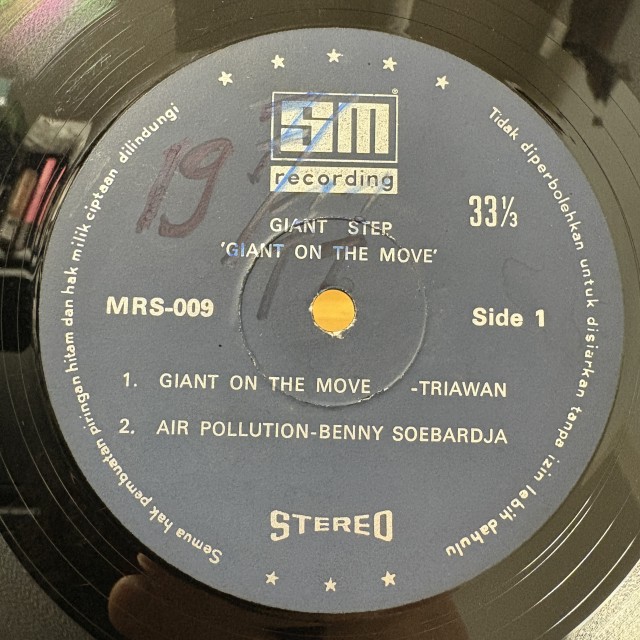 SM
recording
19
GIANT STEP
'GIANT ON THE MOVE'
33⅓
MRS-009
Side 1
1. GIANT ON THE MOVE -TRIAWAN
2. AIR POLLUTION-BENNY SOEBARDJA
STEREO
Semua hak pembuatan piringan hitam dan hak milik ciptaan dilindungi
Tidak diperbolehkan untuk disiarkan tanpa izin lebih dahulu